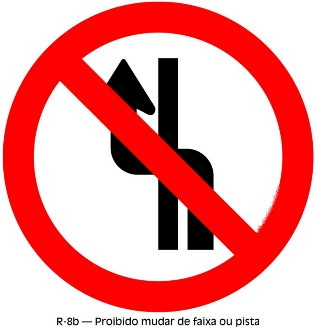 R-8b — Proibido mudar de faixa ou pista